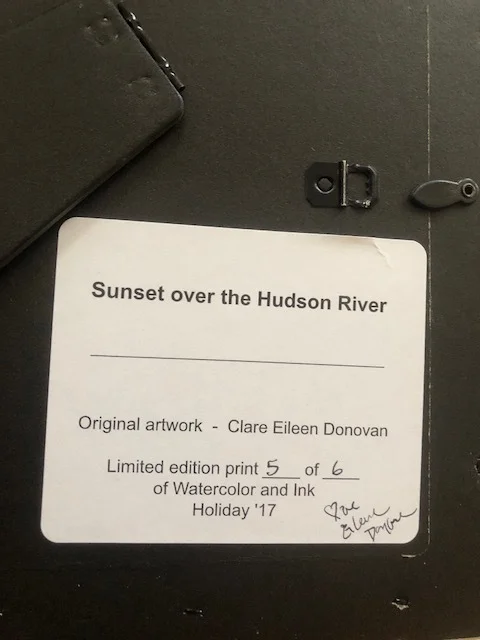 Sunset over the Hudson River
Original artwork - Clare Eileen Donovan
Limited edition print 5 of 6
of Watercolor and Ink
Holiday '17
Eileen
Donovan